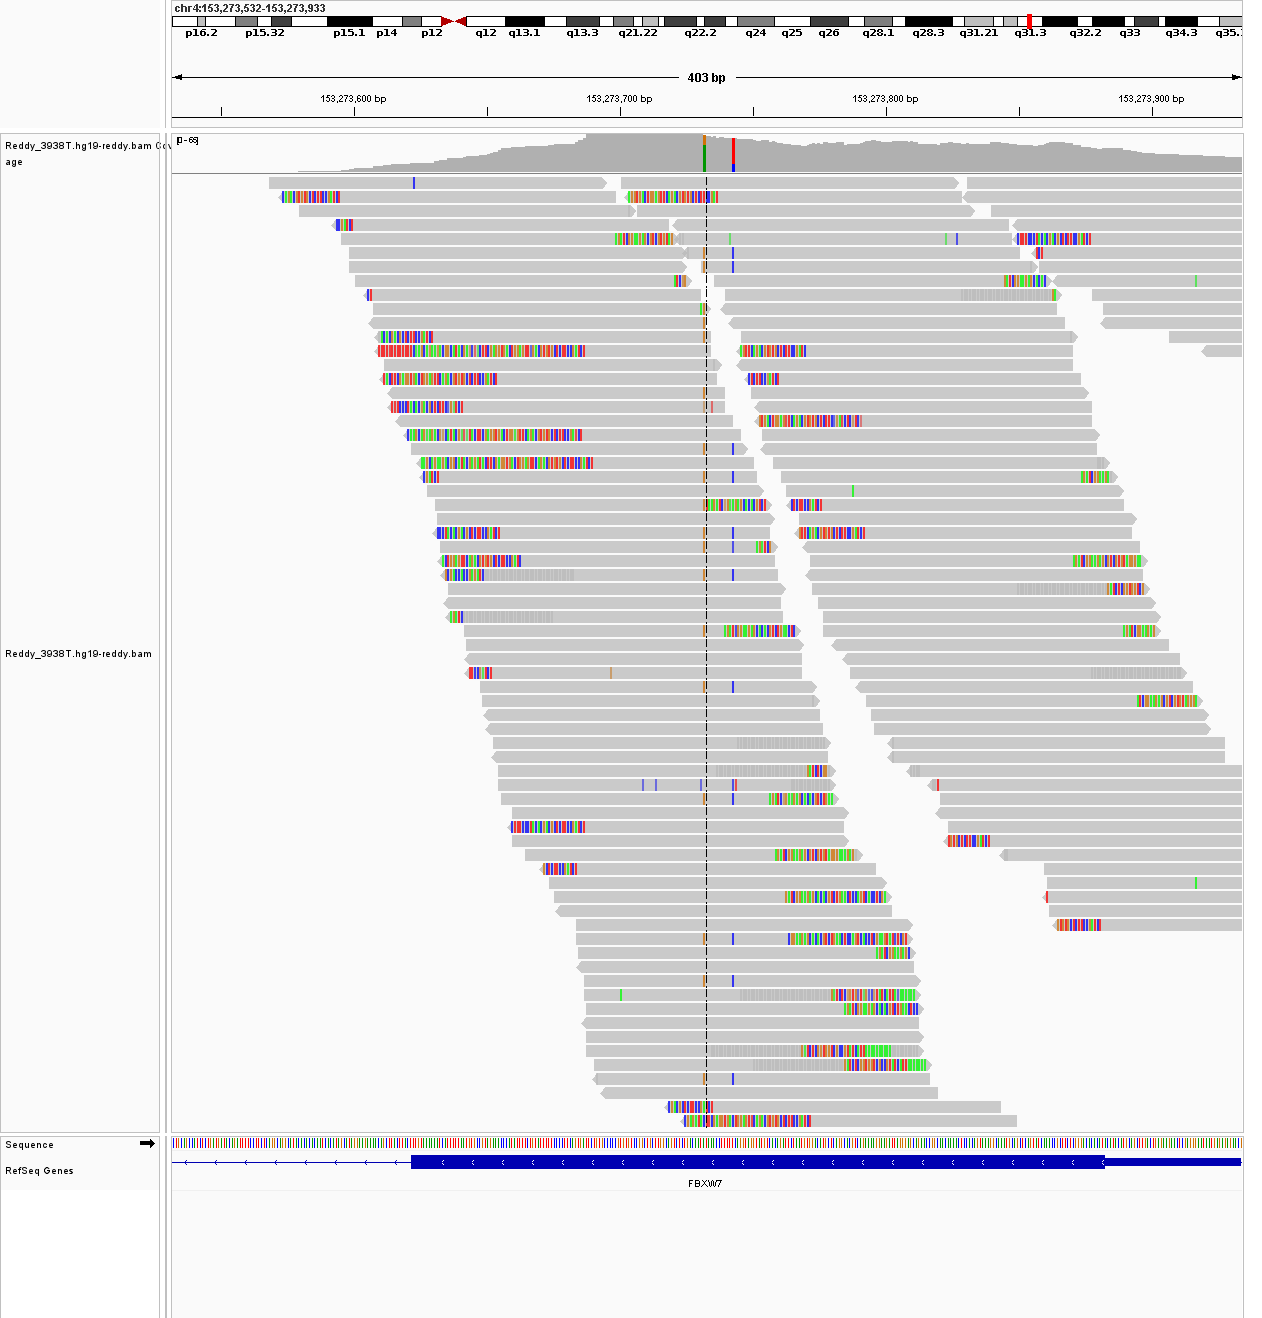 chr4:153,273,532-153,273,933
p16.2 p15.32 p15.1 p14 p12 q12 q13.1 q13.3 q21.22 q22.2 q24 q25 q26 q28.1 q28.3 q31.21 q31.3 q32.2 q33 q34.3
403 bp
153,273,600 bp 153,273,700 bp 153,273,800 bp 153,273,900 bp
Reddy_3938T.hg19-reddy.bam
age
Reddy_3938T.hg19-reddy.bam
Sequence
RefSeq Genes
FBXW7